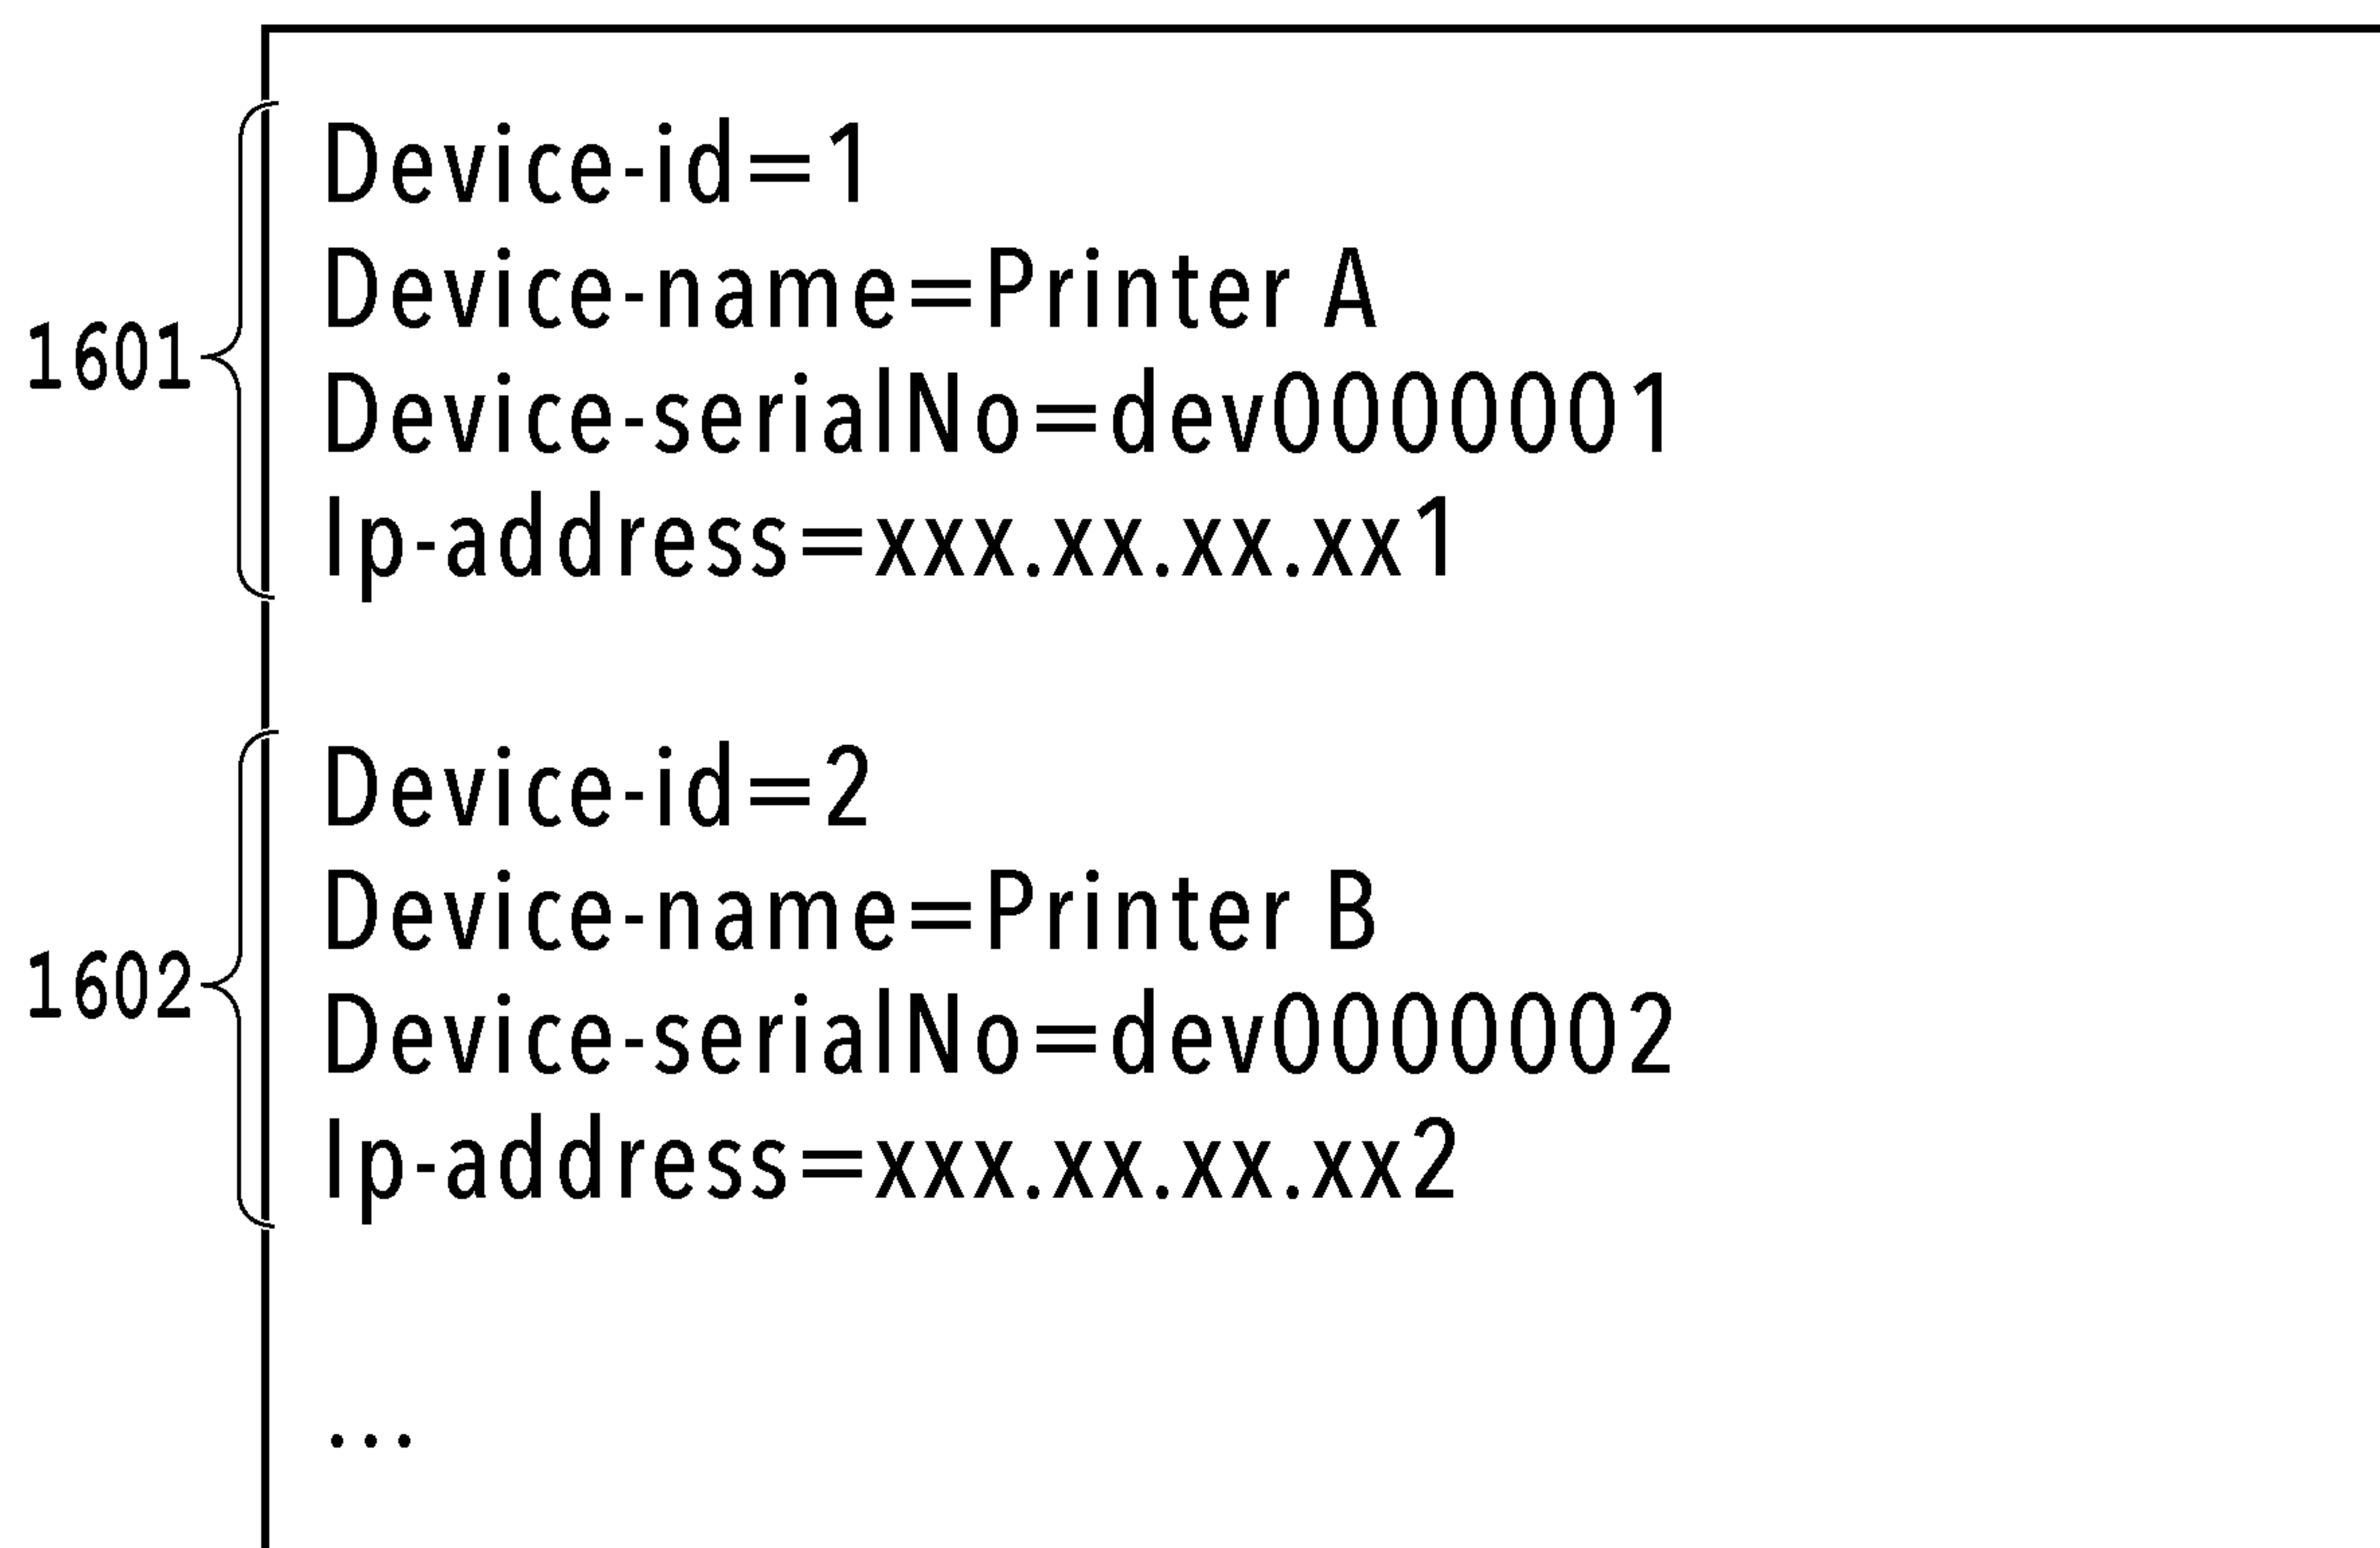 1601
Device-id=1
Device-name=Printer A
Device-serialNo=dev0000001
Ip-address=xxx.xx.xx.xx1
1602
Device-id=2
Device-name=Printer B
Device-serialNo=dev0000002
Ip-address=xxx.xx.xx.xx2
...